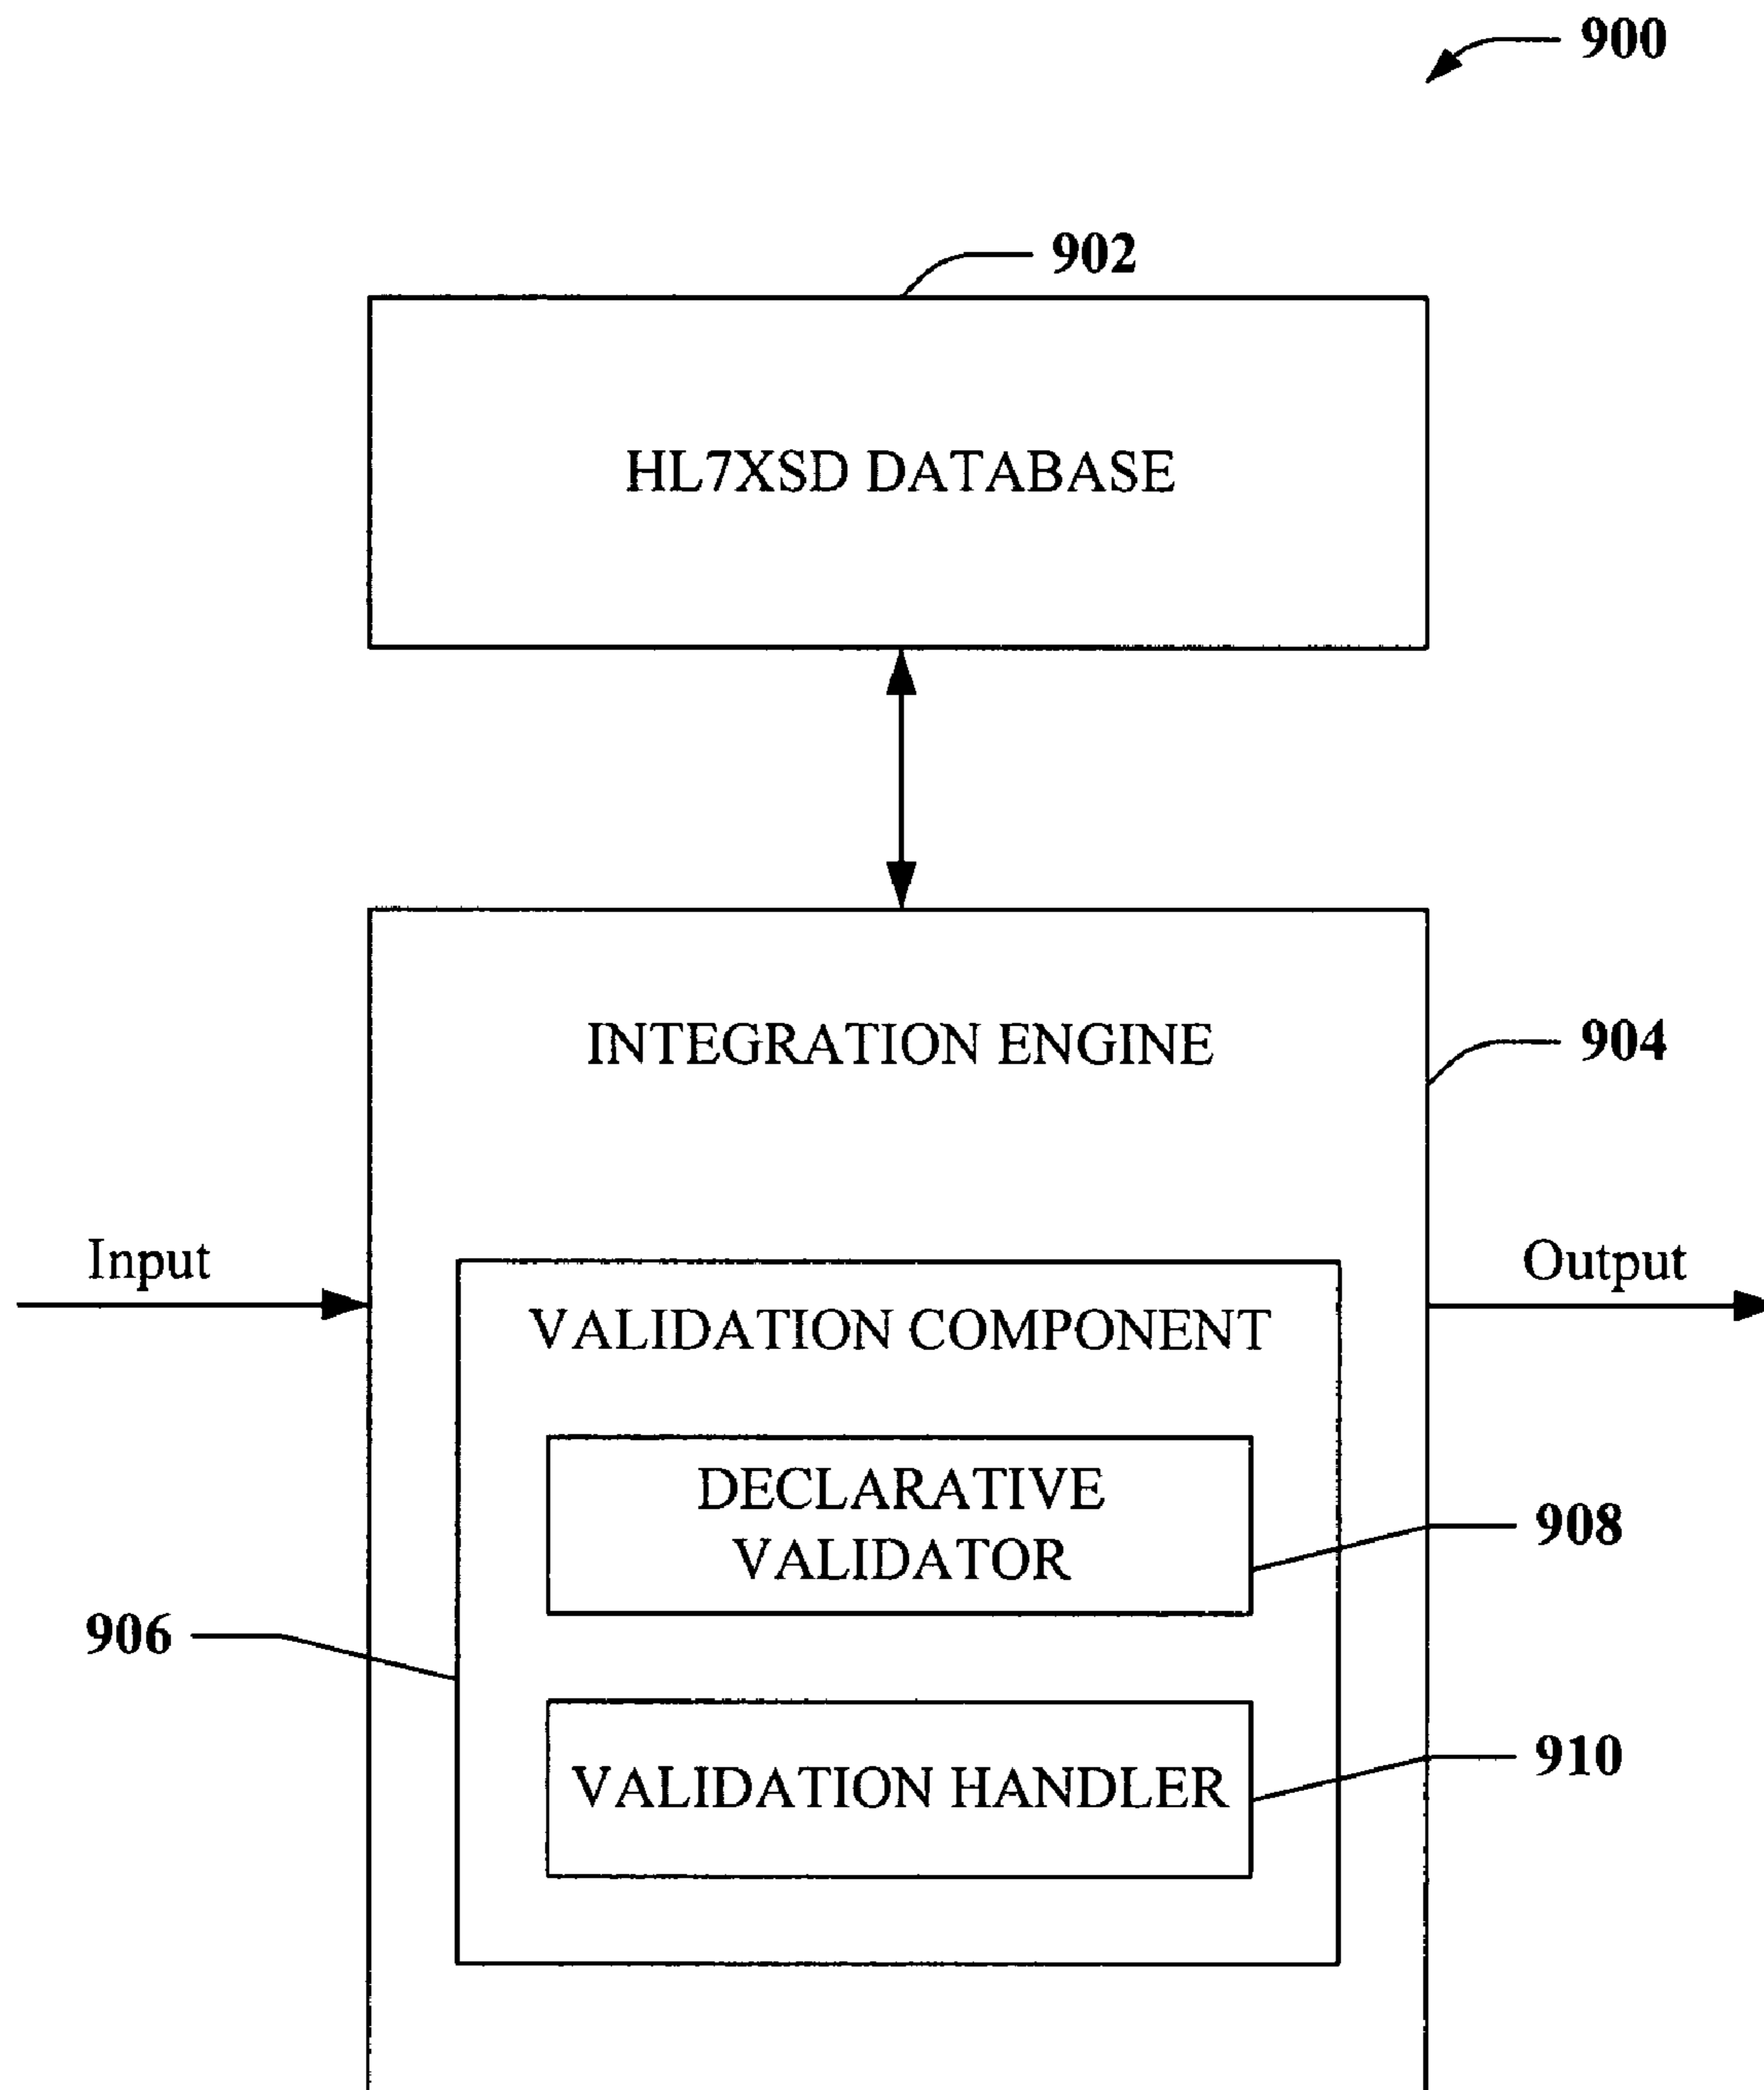 900
902
HL7XSD DATABASE
INTEGRATION ENGINE
904
Input
Output
VALIDATION COMPONENT
DECLARATIVE
VALIDATOR
908
906
VALIDATION HANDLER
910